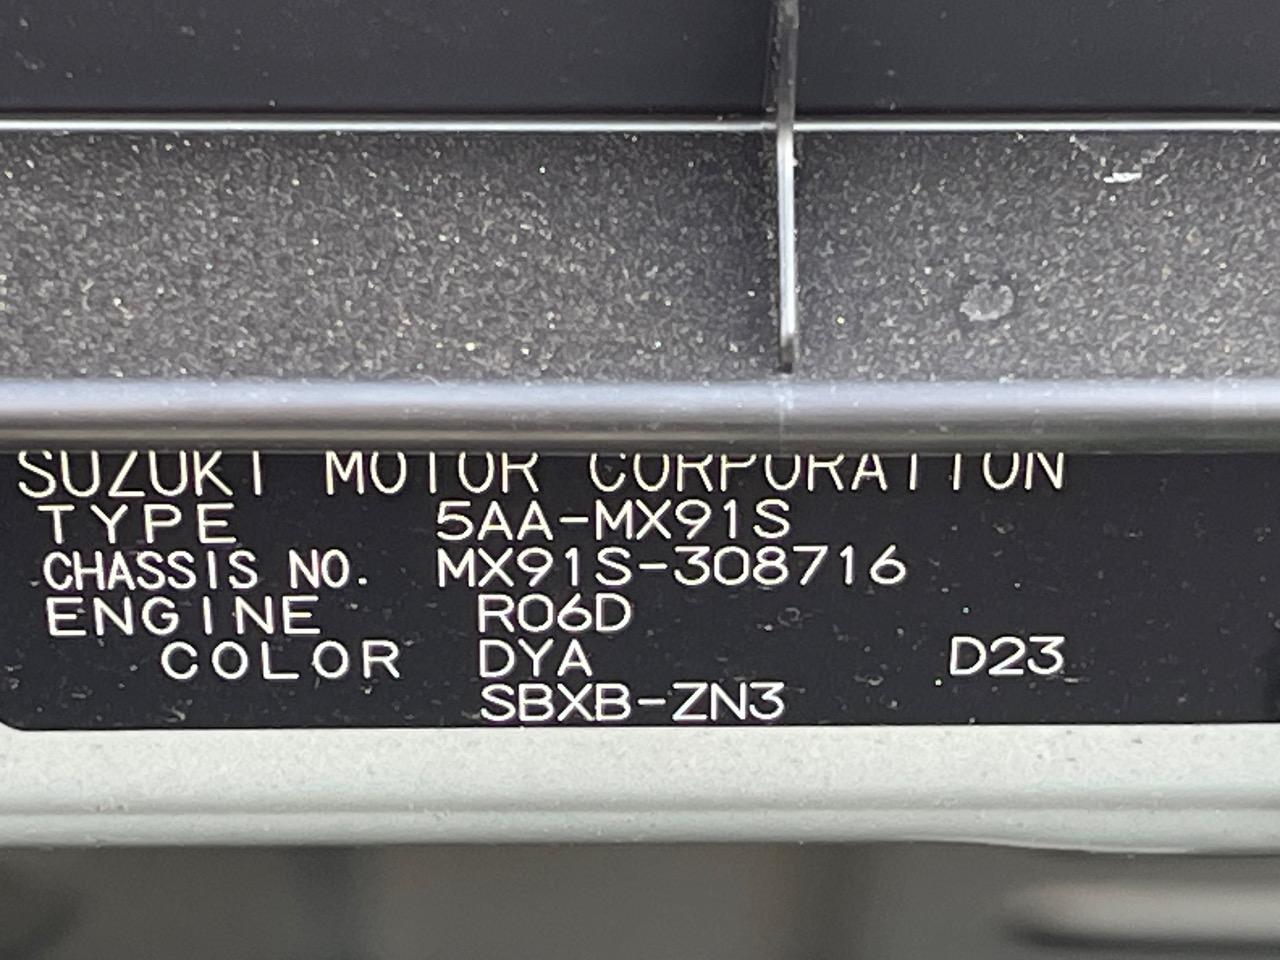 SUZUKI MOTOR CORPORATION
TYPE 5AA-MX91S
CHASSIS NO. MX91S-308716
ENGINE R06D
COLOR DYA D23
SBXB-ZN3